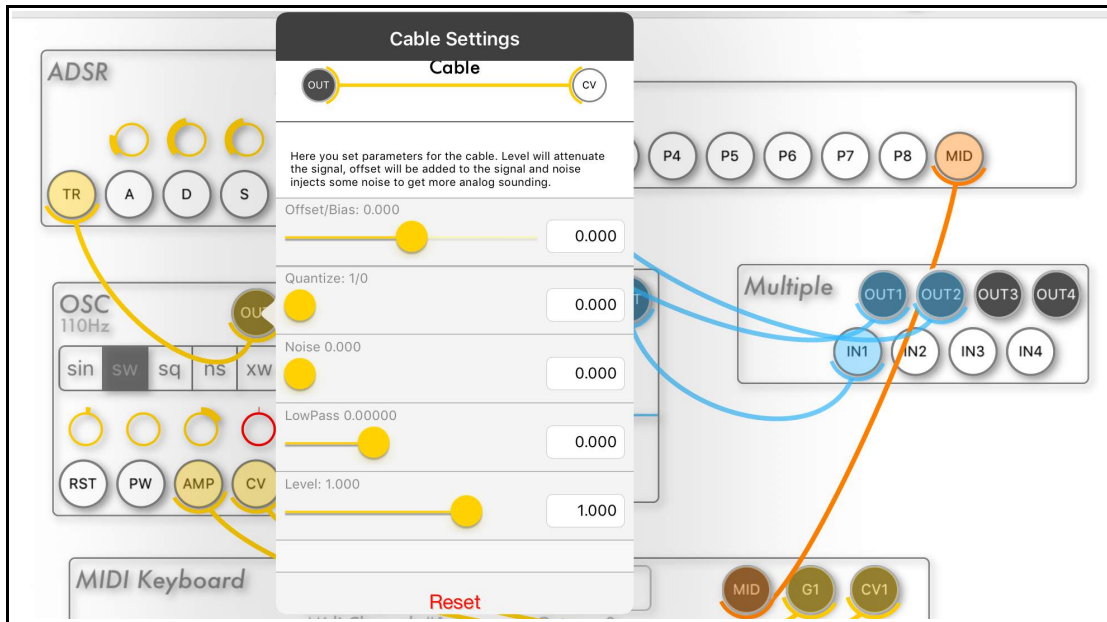 Cable Settings
Cable
OUT
CV
Here you set parameters for the cable. Level will attenuate
the signal, offset will be added to the signal and noise
injects some noise to get more analog sounding.
Offset/Bias: 0.000
0.000
Quantize: 1/0
0.000
Noise 0.000
0.000
LowPass 0.00000
0.000
Level: 1.000
1.000
Reset
ADSR
TR A D S
P4 P5 P6 P7 P8 MID
OSC
110Hz
sin sw sq ns xw
RST PW AMP CV
Multiple
OUT1 OUT2 OUT3 OUT4
IN1 IN2 IN3 IN4
MIDI Keyboard
MID G1 CV1